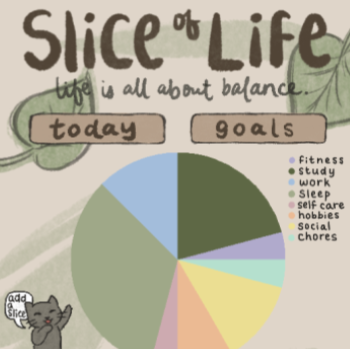 Slice of Life
life is all about balance.
today
goals
fitness
study
work
sleep
self care
hobbies
social
chores
add
a
slice